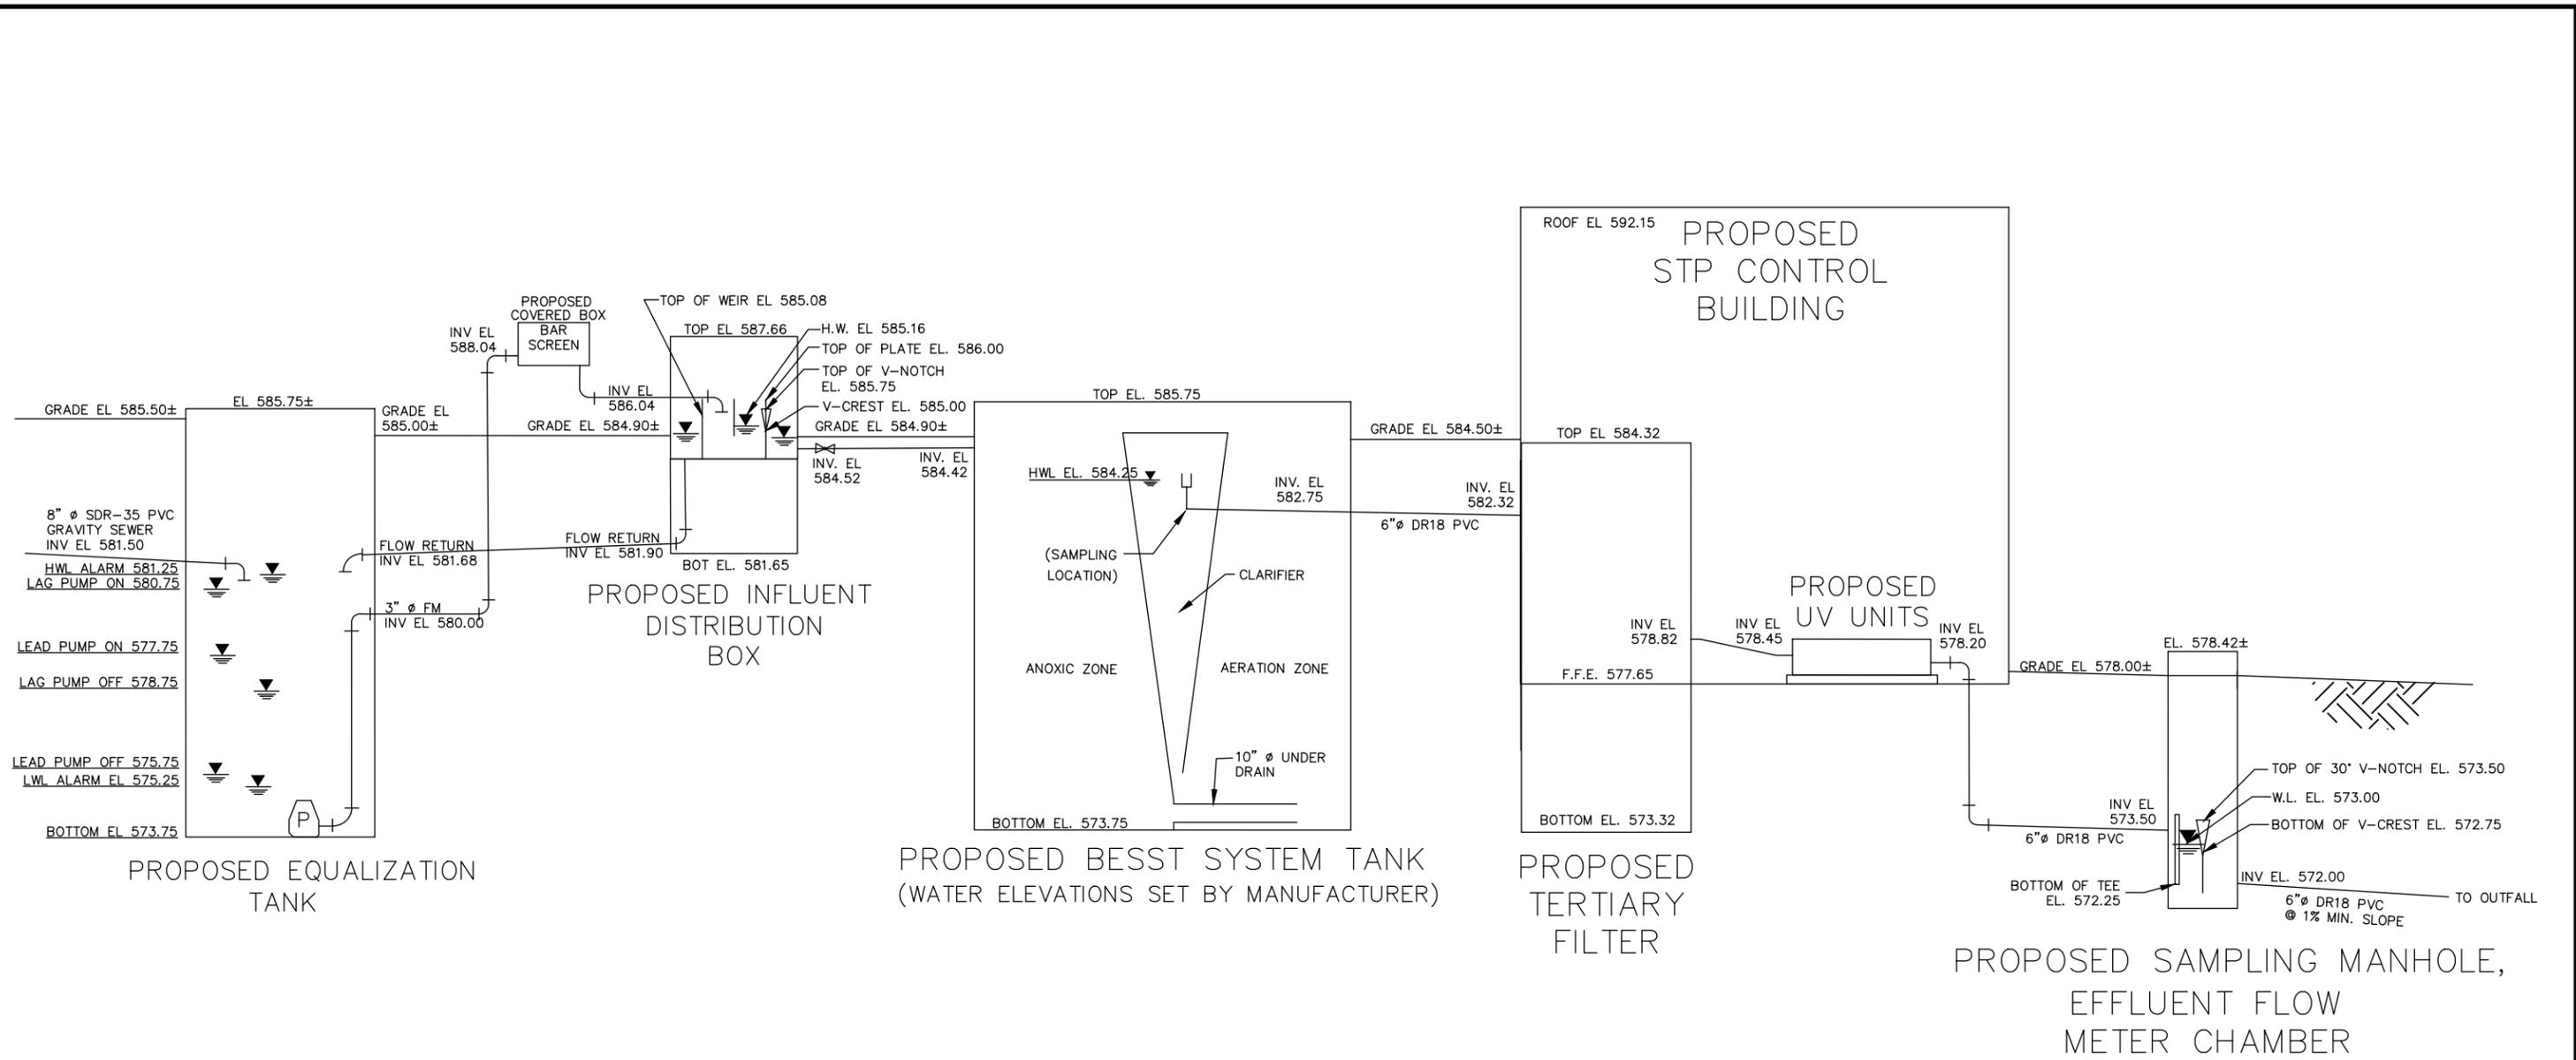 GRADE EL 585.50±
EL 585.75±
8" ø SDR-35 PVC
GRAVITY SEWER
INV EL 581.50
HWL ALARM 581.25
LAG PUMP ON 580.75
LEAD PUMP ON 577.75
LAG PUMP OFF 578.75
LEAD PUMP OFF 575.75
LWL ALARM EL 575.25
BOTTOM EL 573.75
P
PROPOSED EQUALIZATION
TANK
GRADE EL
585.00±
FLOW RETURN
INV EL 581.68
3" ø FM
INV EL 580.00
INV EL
588.04
PROPOSED
COVERED BOX
BAR
SCREEN
INV EL
586.04
GRADE EL 584.90±
FLOW RETURN
INV EL 581.90
TOP OF WEIR EL 585.08
TOP EL 587.66
H.W. EL 585.16
TOP OF PLATE EL. 586.00
TOP OF V-NOTCH
EL. 585.75
V-CREST EL. 585.00
GRADE EL 584.90±
INV. EL
584.52
INV. EL
584.42
BOT EL. 581.65
PROPOSED INFLUENT
DISTRIBUTION
BOX
TOP EL. 585.75
HWL EL. 584.25
INV. EL
582.75
(SAMPLING
LOCATION)
CLARIFIER
ANOXIC ZONE
AERATION ZONE
10" ø UNDER
DRAIN
BOTTOM EL. 573.75
PROPOSED BESST SYSTEM TANK
(WATER ELEVATIONS SET BY MANUFACTURER)
GRADE EL 584.50±
INV. EL
582.32
6"ø DR18 PVC
ROOF EL 592.15
PROPOSED
STP CONTROL
BUILDING
TOP EL 584.32
INV EL
578.82
F.F.E. 577.65
BOTTOM EL. 573.32
PROPOSED
TERTIARY
FILTER
INV EL
578.45
PROPOSED
UV UNITS
INV EL
578.20
GRADE EL 578.00±
EL. 578.42±
INV EL
573.50
6"ø DR18 PVC
BOTTOM OF TEE
EL. 572.25
TOP OF 30° V-NOTCH EL. 573.50
W.L. EL. 573.00
BOTTOM OF V-CREST EL. 572.75
INV EL. 572.00
6"ø DR18 PVC
@ 1% MIN. SLOPE
TO OUTFALL
PROPOSED SAMPLING MANHOLE,
EFFLUENT FLOW
METER CHAMBER